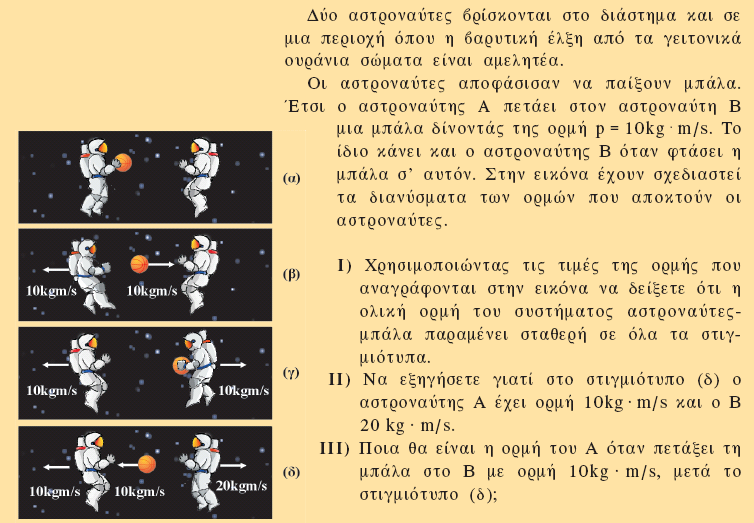 Δύο αστροναύτες βρίσκονται στο διάστημα και σε
μια περιοχή όπου η βαρυτική έλξη από τα γειτονικά
ουράνια σώματα είναι αμελητέα.
Οι αστροναύτες αποφάσισαν να παίξουν μπάλα.
Έτσι ο αστροναύτης Α πετάει στον αστροναύτη Β
μια μπάλα δίνοντάς της ορμή p = 10kg · m/s. Το
ίδιο κάνει και ο αστροναύτης Β όταν φτάσει η
μπάλα σ' αυτόν. Στην εικόνα έχουν σχεδιαστεί
τα διανύσματα των ορμών που αποκτούν οι
αστροναύτες.
I) Χρησιμοποιώντας τις τιμές της ορμής που
αναγράφονται στην εικόνα να δείξετε ότι η
ολική ορμή του συστήματος αστροναύτες-
μπάλα παραμένει σταθερή σε όλα τα στιγ-
μιότυπα.
II) Να εξηγήσετε γιατί στο στιγμιότυπο (δ) ο
αστροναύτης Α έχει ορμή 10kg · m/s και ο Β
20 kg · m/s.
III) Ποια θα είναι η ορμή του Α όταν πετάξει τη
μπάλα στο Β με ορμή 10kg · m/s, μετά το
στιγμιότυπο (δ);
(α)
10kgm/s 10kgm/s (β)
10kgm/s 10kgm/s (γ)
10kgm/s 10kgm/s 20kgm/s (δ)